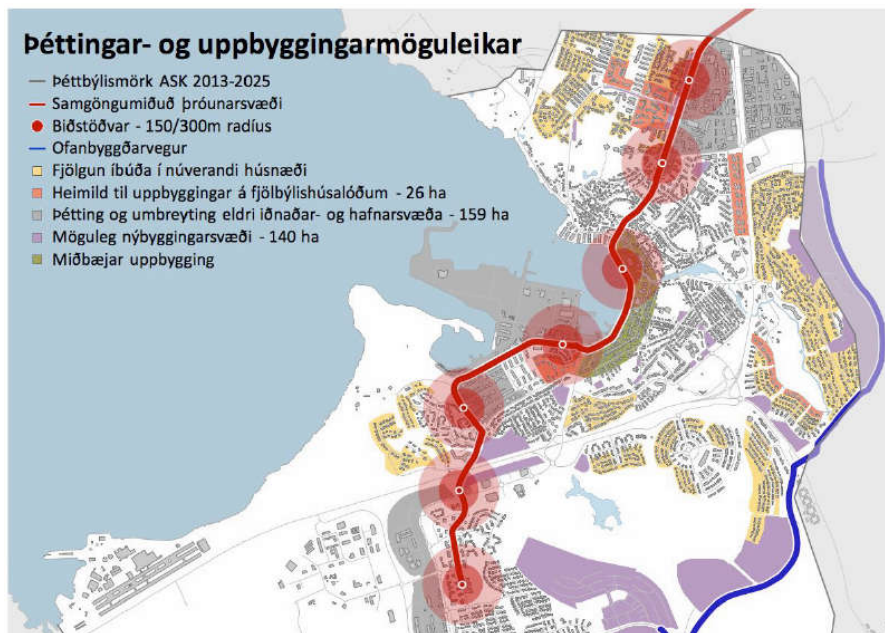 Þéttingar- og uppbyggingarmöguleikar
Þéttbýlismörk ASK 2013-2025
Samgöngumiðuð þróunarsvæði
Biðstöðvar - 150/300m radíus
Ofanbyggðarvegur
Fjölgun íbúða í núverandi húsnæði
Heimild til uppbyggingar á fjölbýlishúsalóðum - 26 ha
Þétting og umbreyting eldri iðnaðar- og hafnarsvæða - 159 ha
Möguleg nýbyggingarsvæði - 140 ha
Miðbæjar uppbygging